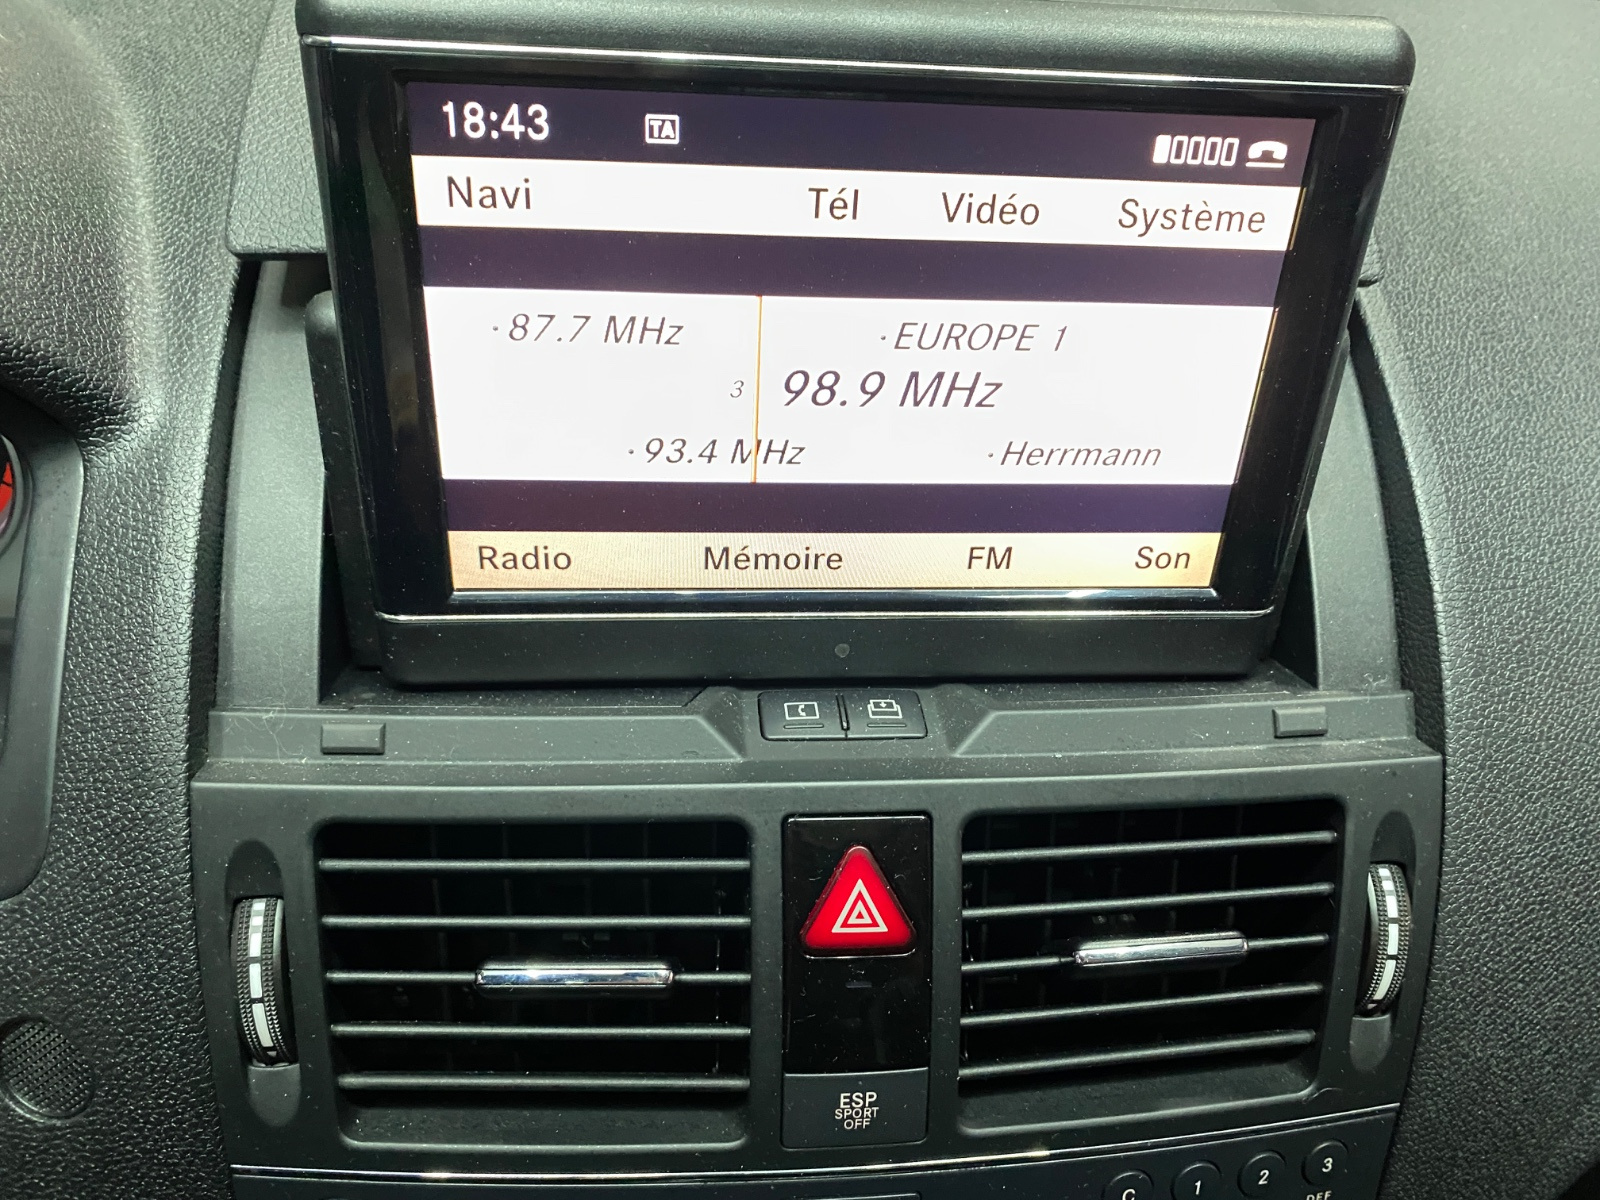 18:43 TA
Navi Tél Vidéo Système
· 87.7 MHz · EUROPE 1
3 98.9 MHz
· 93.4 MHz · Herrmann
Radio Mémoire FM Son
ESP
SPORT
OFF
C 1 2 3
OFF